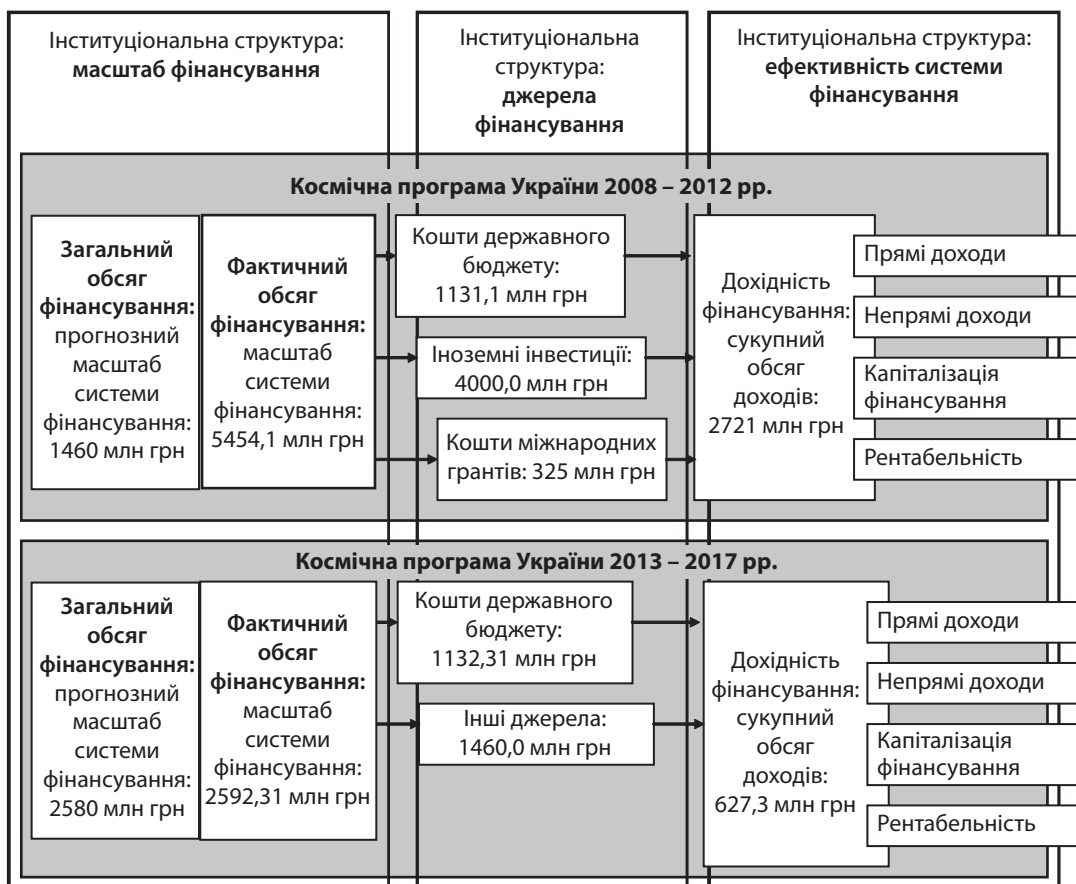 Інституціональна структура:
масштаб фінансування
Інституціональна
структура:
джерела
фінансування
Інституціональна структура:
ефективність системи
фінансування
Космічна програма України 2008 – 2012 рр.
Загальний
обсяг
фінансування:
прогнозний
масштаб
системи
фінансування:
1460 млн грн
Фактичний
обсяг
фінансування:
масштаб
системи
фінансування:
5454,1 млн грн
Кошти державного
бюджету:
1131,1 млн грн
Іноземні інвестиції:
4000,0 млн грн
Кошти міжнародних
грантів: 325 млн грн
Дохідність
фінансування:
сукупний
обсяг
доходів:
2721 млн грн
Прямі доходи
Непрямі доходи
Капіталізація
фінансування
Рентабельність
Космічна програма України 2013 – 2017 рр.
Загальний
обсяг
фінансування:
прогнозний
масштаб
системи
фінансування:
2580 млн грн
Фактичний
обсяг
фінансування:
масштаб
системи
фінансування:
2592,31 млн грн
Кошти державного
бюджету:
1132,31 млн грн
Інші джерела:
1460,0 млн грн
Дохідність
фінансування:
сукупний
обсяг
доходів:
627,3 млн грн
Прямі доходи
Непрямі доходи
Капіталізація
фінансування
Рентабельність